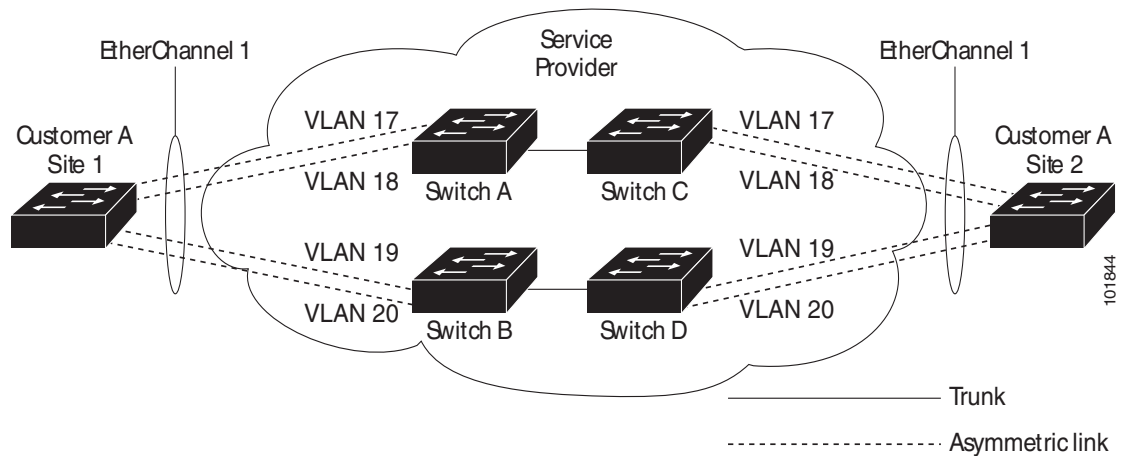 EtherChannel 1
Service
Provider
EtherChannel 1
Customer A
Site 1
VLAN 17
VLAN 18
Switch A
Switch C
VLAN 17
VLAN 18
Customer A
Site 2
VLAN 19
VLAN 20
Switch B
Switch D
VLAN 19
VLAN 20
101844
Trunk
Asymmetric link